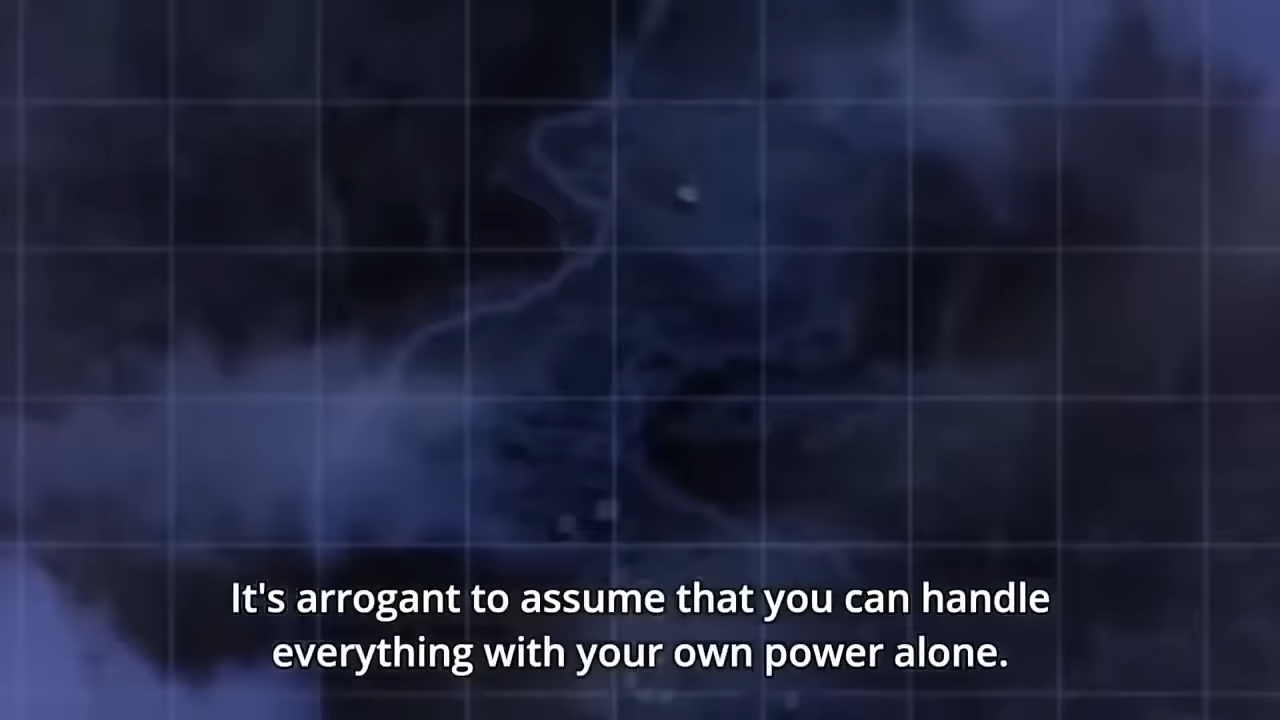 It's arrogant to assume that you can handle
everything with your own power alone.